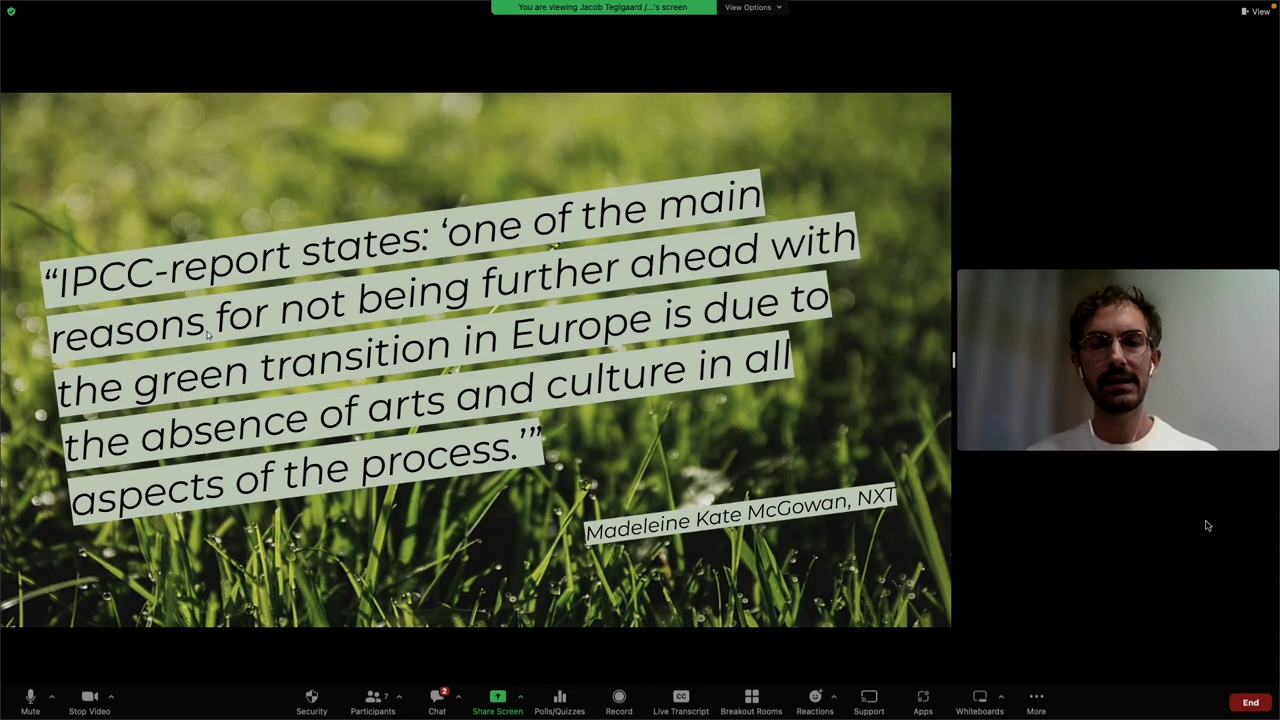 You are viewing Jacob Teglgaard /...'s screen
View Options
View
“IPCC-report states: ‘one of the main
reasons for not being further ahead with
the green transition in Europe is due to
the absence of arts and culture in all
aspects of the process.’”
Madeleine Kate McGowan, NXT
Mute
Stop Video
Security
Participants
7
Chat
2
Share Screen
Polls/Quizzes
Record
CC
Live Transcript
Breakout Rooms
Reactions
Support
Apps
Whiteboards
More
End